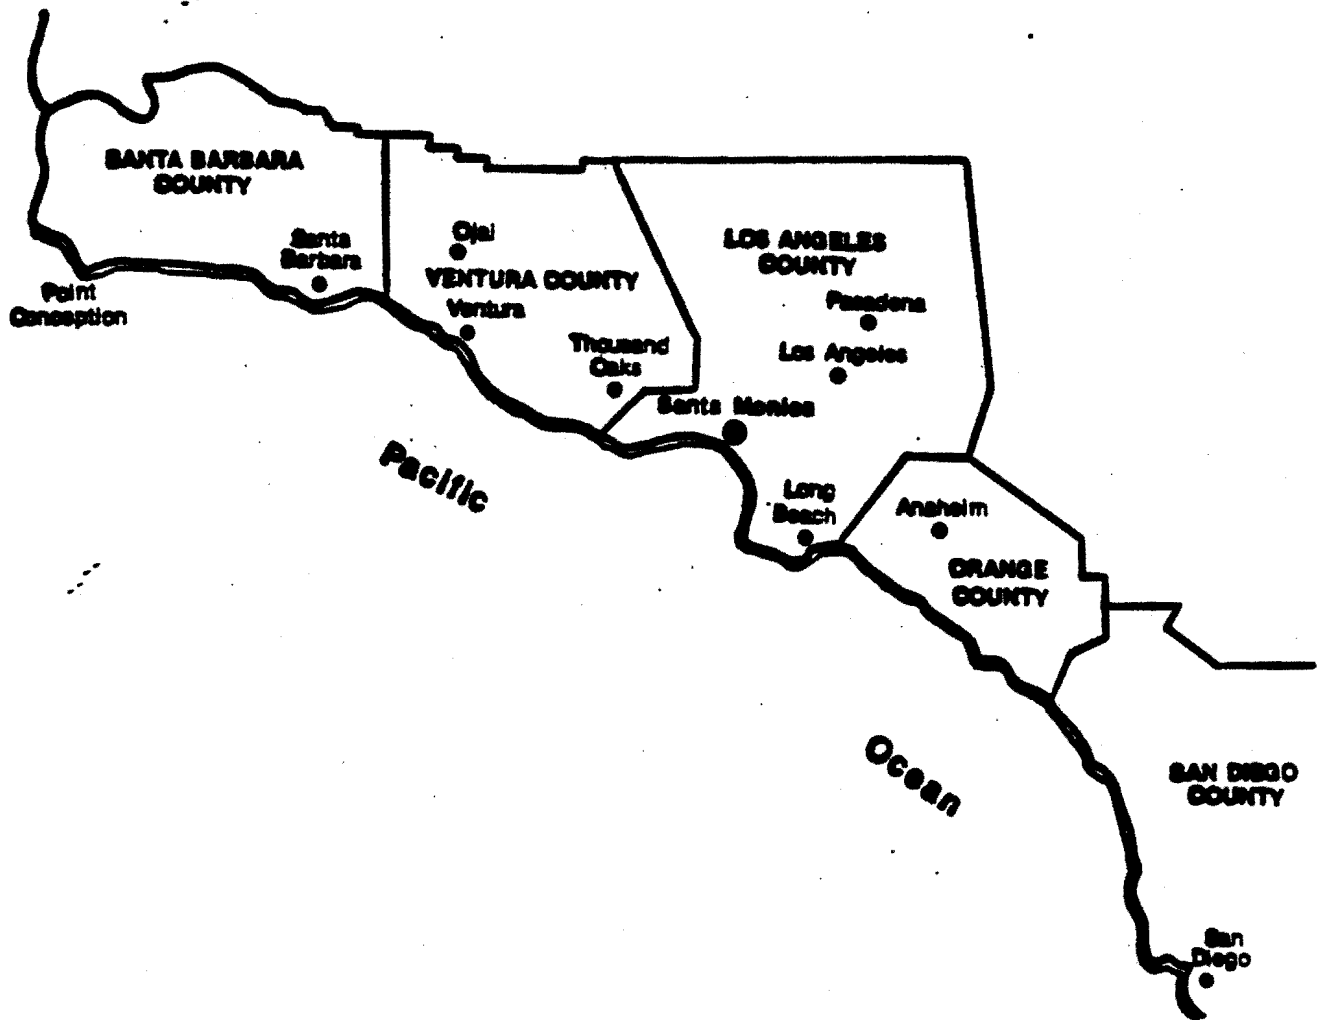 SANTA BARBARA
COUNTY
Santa
Barbara
Point
Conception
Ojai
VENTURA COUNTY
Ventura
Thousand
Oaks
LOS ANGELES
COUNTY
Pasadena
Los Angeles
Santa Monica
Long
Beach
Anaheim
ORANGE
COUNTY
Pacific
Ocean
SAN DIEGO
COUNTY
San
Diego